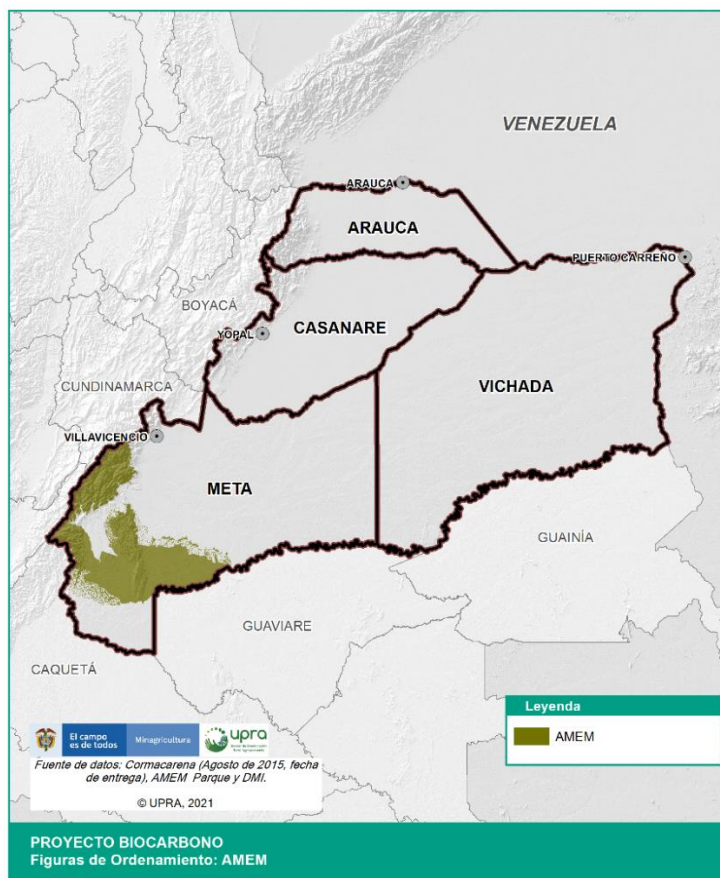 VENEZUELA
ARAUCA
ARAUCA
PUERTO CARREÑO
BOYACÁ
YOPAL
CASANARE
CUNDINAMARCA
VICHADA
VILLAVICENCIO
META
GUAINÍA
GUAVIARE
CAQUETÁ
Leyenda
AMEM
El campo
es de todos
Minagricultura
upra
Fuente de datos: Cormacarena (Agosto de 2015, fecha
de entrega), AMEM Parque y DMI.
© UPRA, 2021
PROYECTO BIOCARBONO
Figuras de Ordenamiento: AMEM